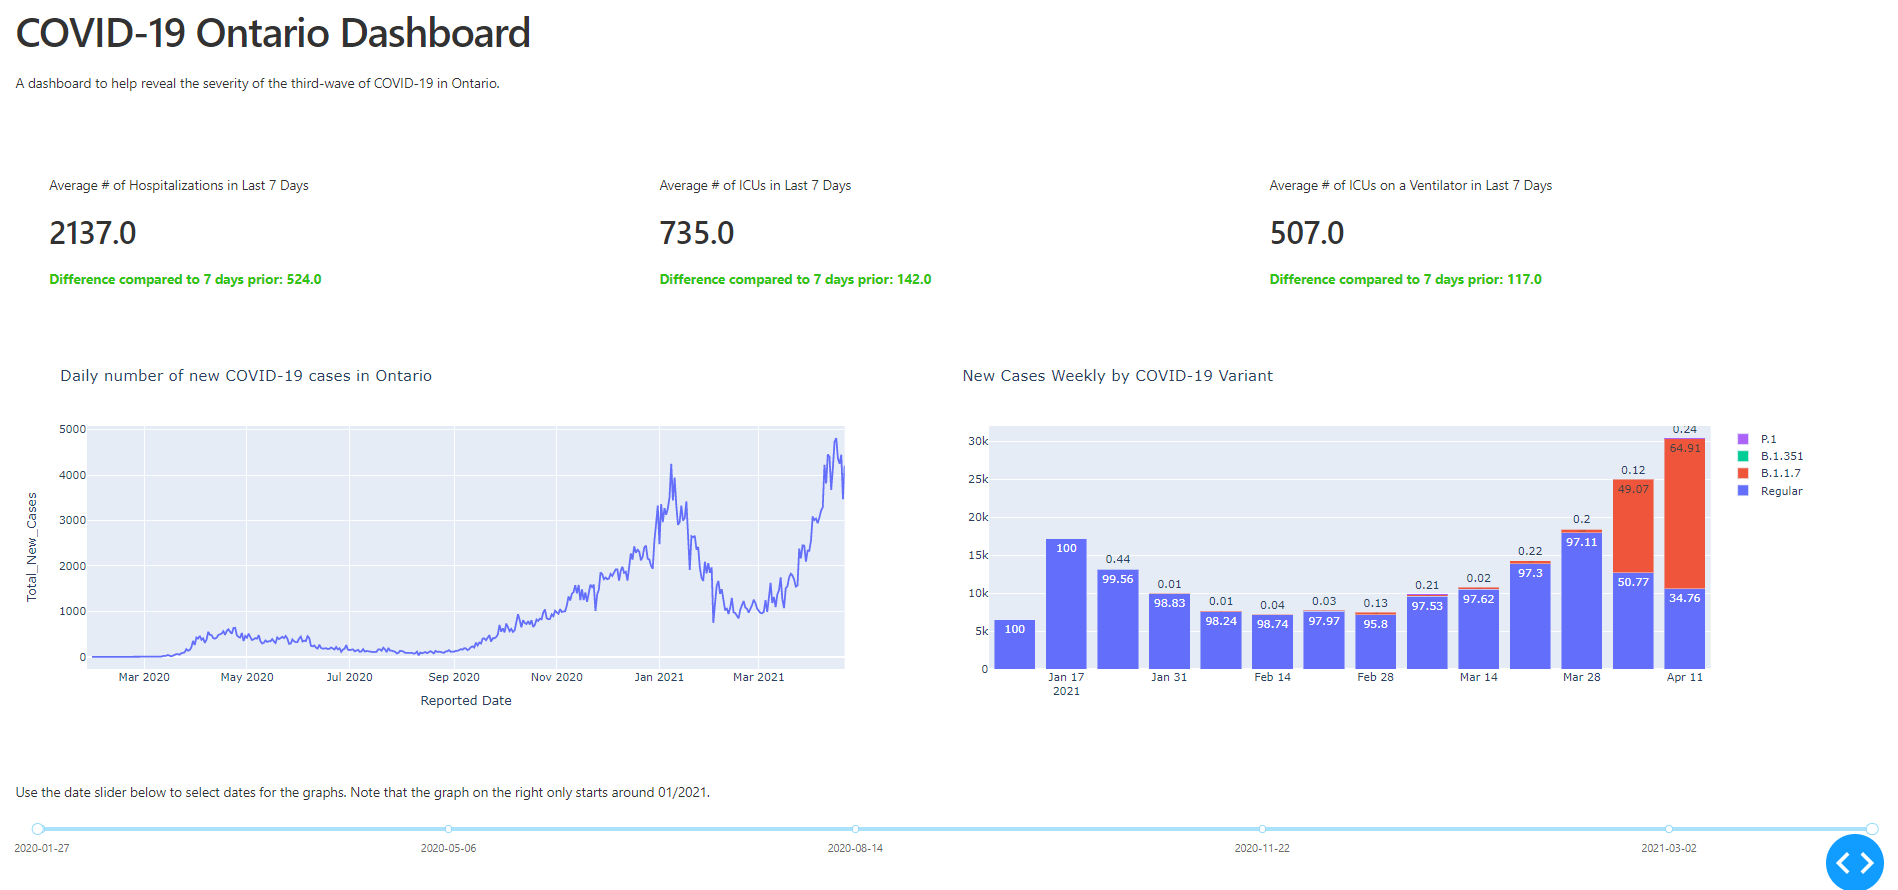 COVID-19 Ontario Dashboard
A dashboard to help reveal the severity of the third-wave of COVID-19 in Ontario.
Average # of Hospitalizations in Last 7 Days
2137.0
Difference compared to 7 days prior: 524.0
Average # of ICUs in Last 7 Days
735.0
Difference compared to 7 days prior: 142.0
Average # of ICUs on a Ventilator in Last 7 Days
507.0
Difference compared to 7 days prior: 117.0
Daily number of new COVID-19 cases in Ontario
Total_New_Cases
5000
4000
3000
2000
1000
0
Mar 2020 May 2020 Jul 2020 Sep 2020 Nov 2020 Jan 2021 Mar 2021
Reported Date
New Cases Weekly by COVID-19 Variant
30k
25k
20k
15k
10k
5k
0
100
100
0.44
99.56
0.01
98.83
0.01
98.24
0.04
98.74
0.03
97.97
0.13
95.8
0.21
97.53
0.02
97.62
0.22
97.3
0.2
97.11
0.12
49.07
50.77
0.24
64.91
34.76
Jan 17 Jan 31 Feb 14 Feb 28 Mar 14 Mar 28 Apr 11
2021
P.1
B.1.351
B.1.1.7
Regular
Use the date slider below to select dates for the graphs. Note that the graph on the right only starts around 01/2021.
2020-01-27 2020-05-06 2020-08-14 2020-11-22 2021-03-02